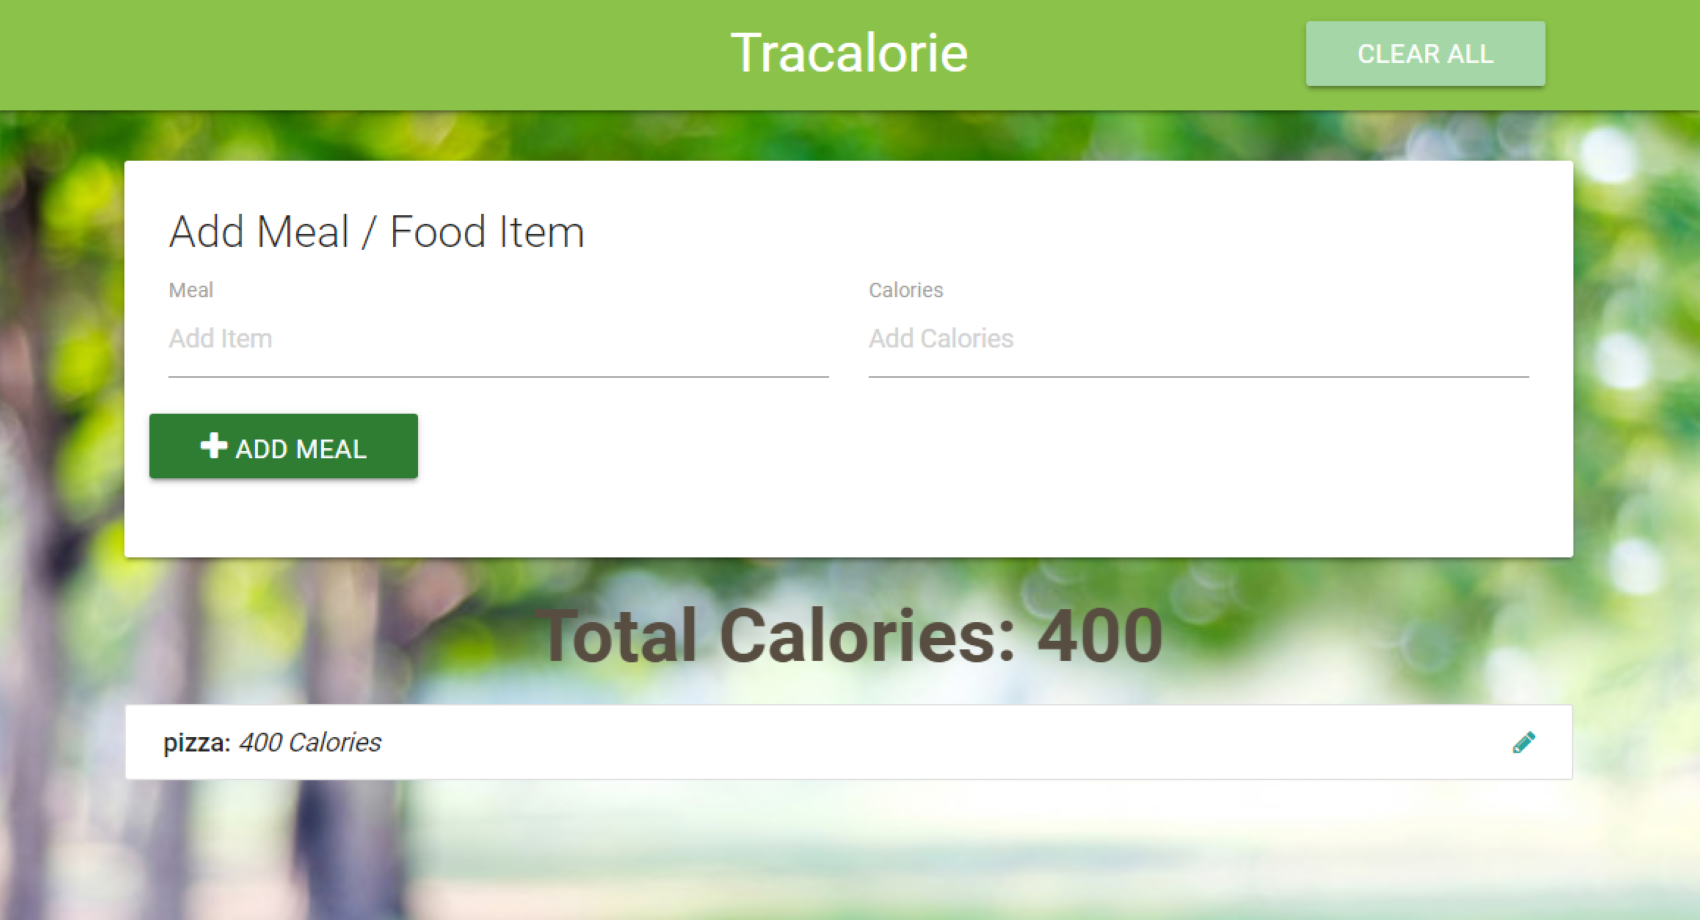 Tracalorie
CLEAR ALL
Add Meal / Food Item
Meal
Calories
Add Item
Add Calories
ADD MEAL
Total Calories: 400
pizza: 400 Calories